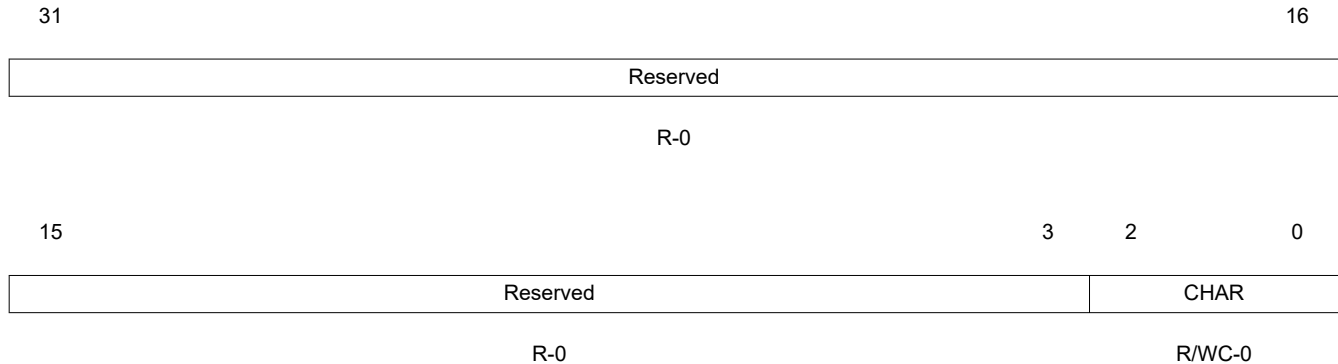 31 16
Reserved
R-0
15 3 2 0
Reserved CHAR
R-0 R/WC-0